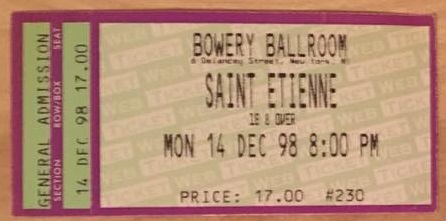 BOWERY BALLROOM
6 Delancey Street, New York, NY
SAINT ETIENNE
18 & OVER
MON 14 DEC 98 8:00 PM
PRICE: 17.00 #230
GENERAL ADMISSION
SECTION ROW/BOX SEAT
14 DEC 98 17.00